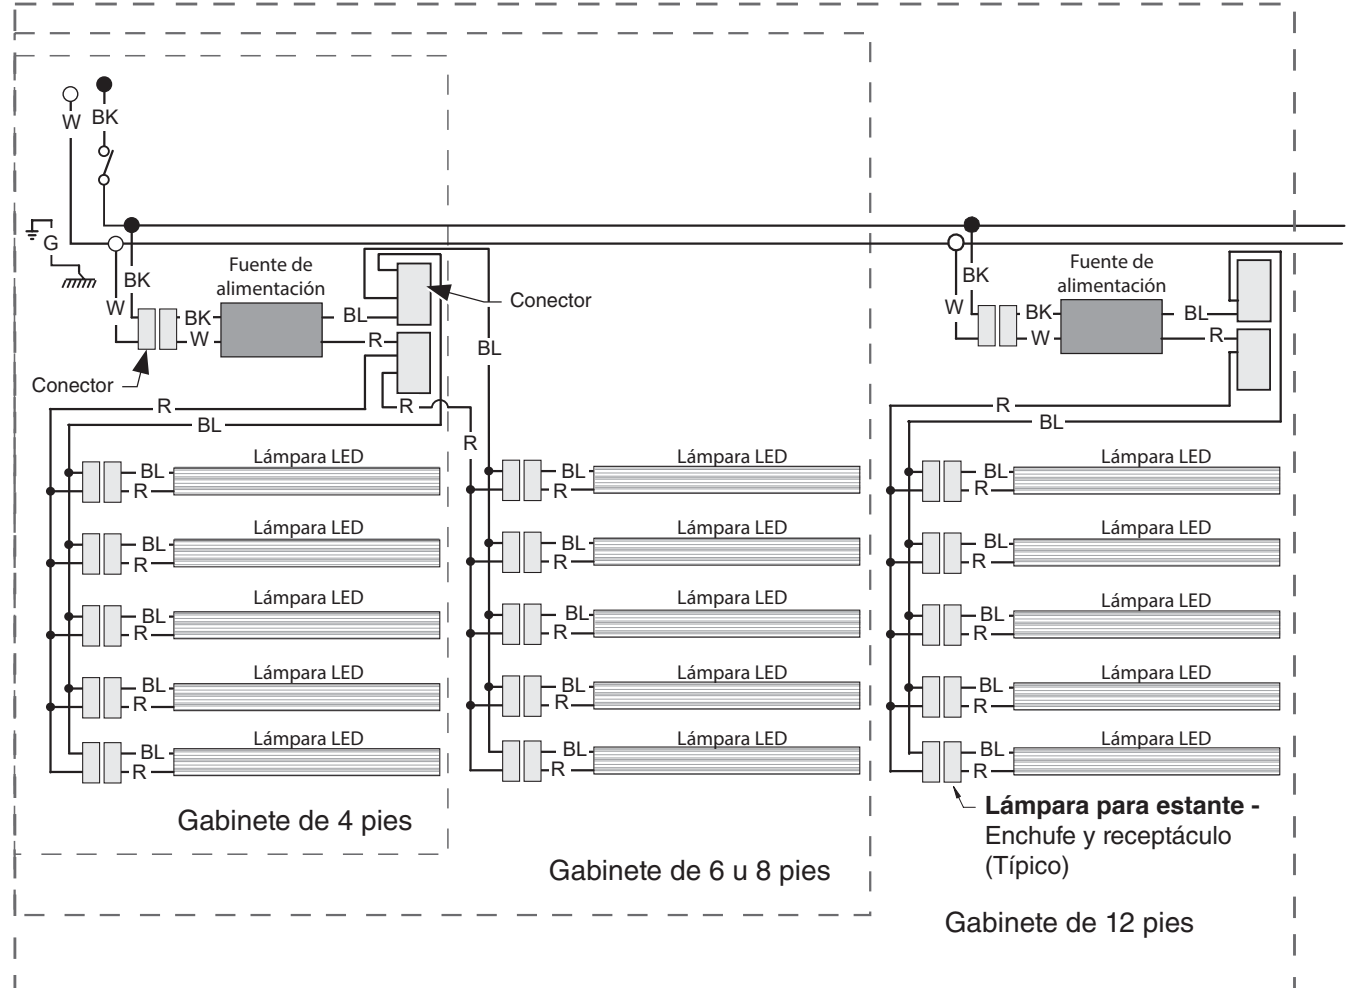 W
BK
G
BK
W
Fuente de
alimentación
BK
W
BL
R
Conector
Conector
BL
R
R
BL
R
BK
W
Fuente de
alimentación
BK
W
BL
R
R
BL
Lámpara LED
BL
R
Lámpara LED
BL
R
Lámpara LED
BL
R
Lámpara LED
BL
R
Lámpara LED
BL
R
Gabinete de 4 pies
Lámpara LED
BL
R
Lámpara LED
BL
R
Lámpara LED
BL
R
Lámpara LED
BL
R
Lámpara LED
BL
R
Gabinete de 6 u 8 pies
Lámpara LED
BL
R
Lámpara LED
BL
R
Lámpara LED
BL
R
Lámpara LED
BL
R
Lámpara LED
BL
R
Lámpara para estante -
Enchufe y receptáculo
(Típico)
Gabinete de 12 pies